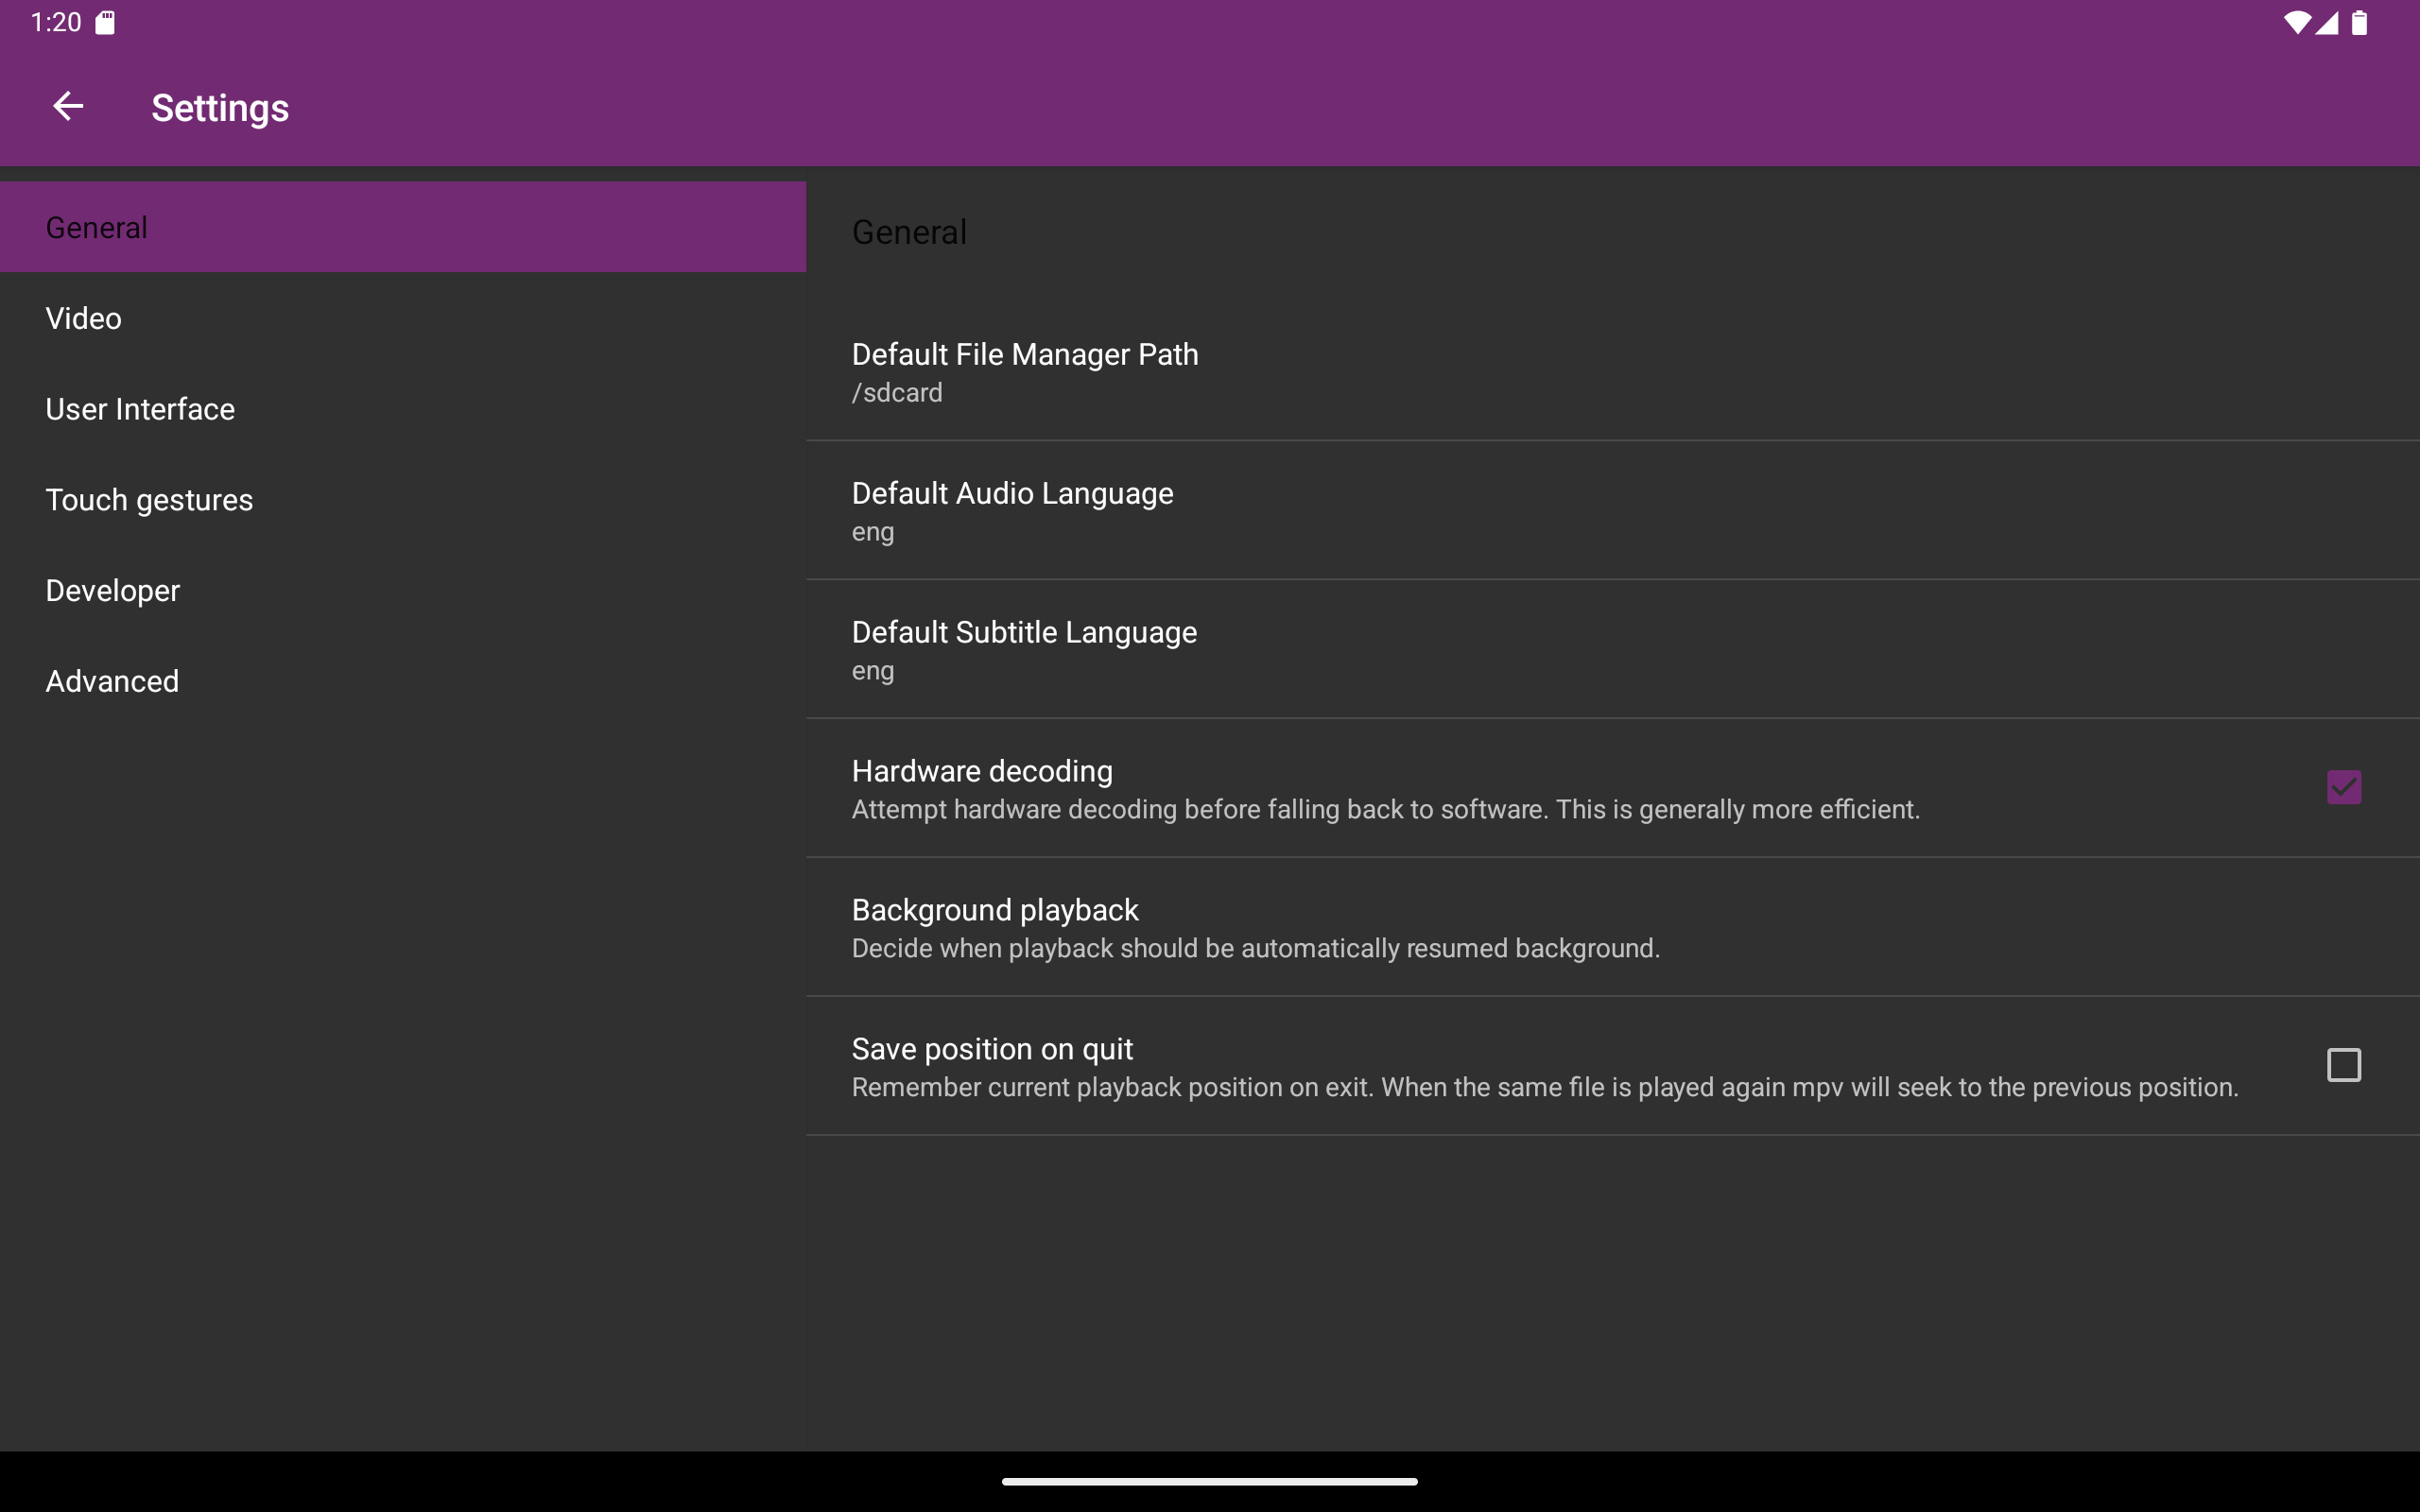 1:20
Settings
General
Video
User Interface
Touch gestures
Developer
Advanced
General
Default File Manager Path
/sdcard
Default Audio Language
eng
Default Subtitle Language
eng
Hardware decoding
Attempt hardware decoding before falling back to software. This is generally more efficient.
Background playback
Decide when playback should be automatically resumed background.
Save position on quit
Remember current playback position on exit. When the same file is played again mpv will seek to the previous position.